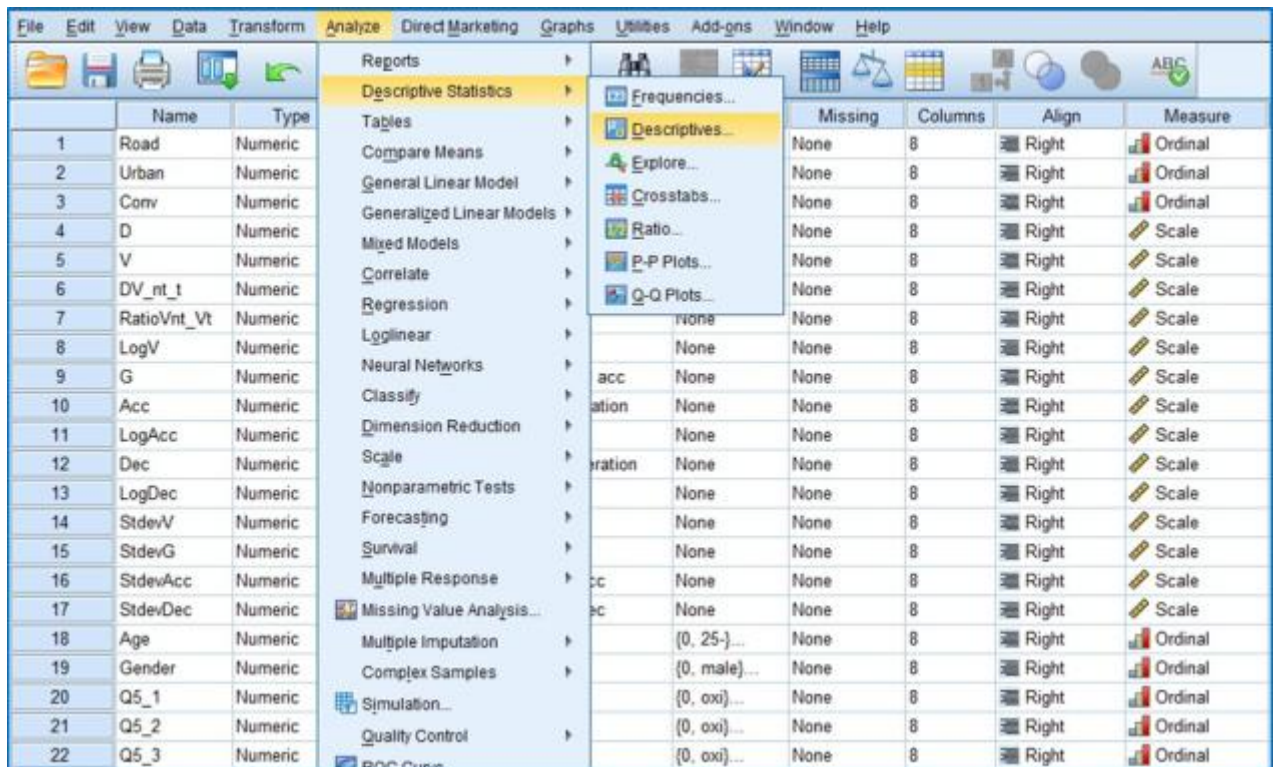 File Edit View Data Transform Analyze Direct Marketing Graphs Utilities Add-ons Window Help
Reports
Descriptive Statistics
Tables
Compare Means
General Linear Model
Generalized Linear Models
Mixed Models
Correlate
Regression
Loglinear
Neural Networks
Classify
Dimension Reduction
Scale
Nonparametric Tests
Forecasting
Survival
Multiple Response
Missing Value Analysis...
Multiple Imputation
Complex Samples
Simulation...
Quality Control
ROC Curve
Frequencies...
Descriptives...
Explore...
Crosstabs...
Ratio...
P-P Plots...
Q-Q Plots...
ABC
Name Type Missing Columns Align Measure
1 Road Numeric None 8 Right Ordinal
2 Urban Numeric None 8 Right Ordinal
3 Conv Numeric None 8 Right Ordinal
4 D Numeric None 8 Right Scale
5 V Numeric None 8 Right Scale
6 DV_nt_t Numeric None 8 Right Scale
7 RatioVnt_Vt Numeric None None 8 Right Scale
8 LogV Numeric None None 8 Right Scale
9 G Numeric acc None None 8 Right Scale
10 Acc Numeric ation None None 8 Right Scale
11 LogAcc Numeric None None 8 Right Scale
12 Dec Numeric eration None None 8 Right Scale
13 LogDec Numeric None None 8 Right Scale
14 StdevV Numeric None None 8 Right Scale
15 StdevG Numeric None None 8 Right Scale
16 StdevAcc Numeric cc None None 8 Right Scale
17 StdevDec Numeric ec None None 8 Right Scale
18 Age Numeric {0, 25-}... None 8 Right Ordinal
19 Gender Numeric {0, male}... None 8 Right Ordinal
20 Q5_1 Numeric {0, oxi}... None 8 Right Ordinal
21 Q5_2 Numeric {0, oxi}... None 8 Right Ordinal
22 Q5_3 Numeric {0, oxi}... None 8 Right Ordinal